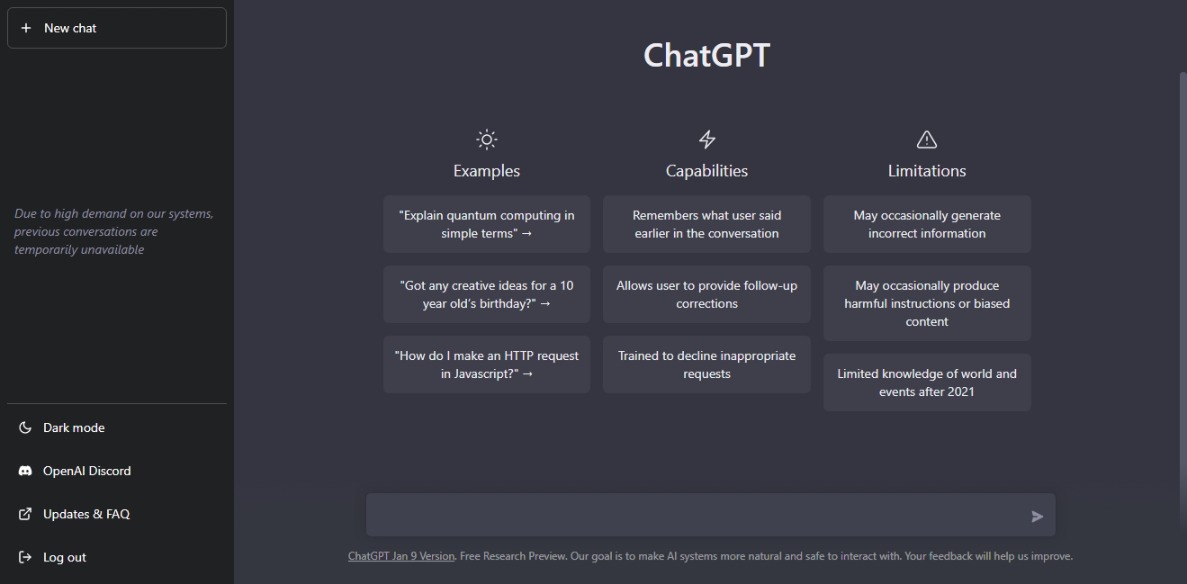 New chat
Due to high demand on our systems,
previous conversations are
temporarily unavailable
Dark mode
OpenAI Discord
Updates & FAQ
Log out
ChatGPT
Examples
"Explain quantum computing in
simple terms" →
"Got any creative ideas for a 10
year old's birthday?" →
"How do I make an HTTP request
in Javascript?" →
Capabilities
Remembers what user said
earlier in the conversation
Allows user to provide follow-up
corrections
Trained to decline inappropriate
requests
Limitations
May occasionally generate
incorrect information
May occasionally produce
harmful instructions or biased
content
Limited knowledge of world and
events after 2021
ChatGPT Jan 9 Version. Free Research Preview. Our goal is to make AI systems more natural and safe to interact with. Your feedback will help us improve.